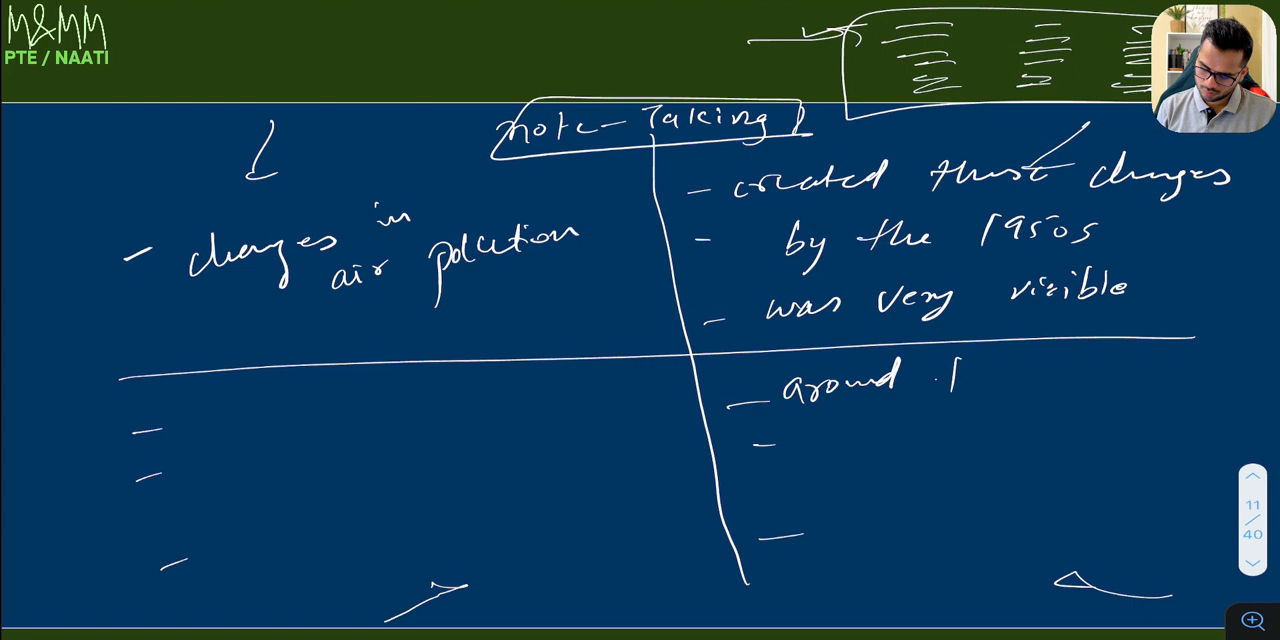 M&MM
PTE / NAATI
Note-Taking
- changes in air pollution
- created these changes
- by the 1950s
- was very visible
- around
11
/
40